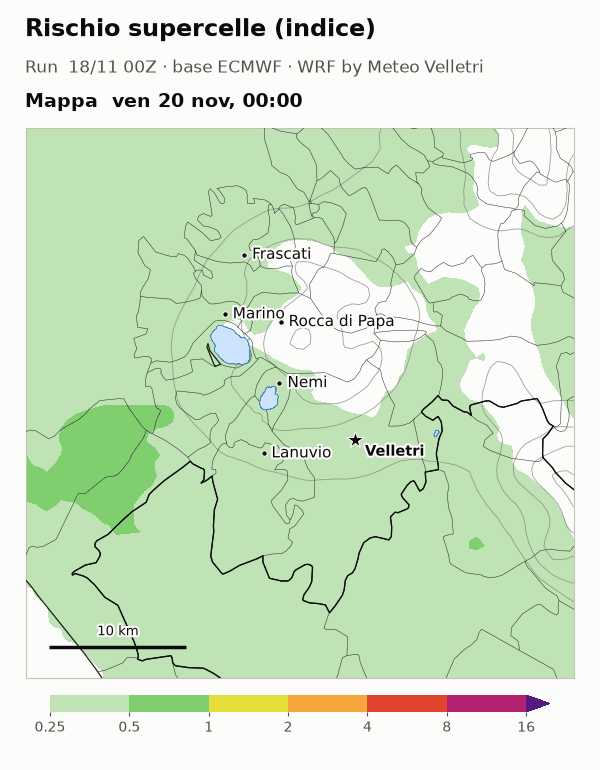 Rischio supercelle (indice)
Run 18/11 00Z · base ECMWF · WRF by Meteo Velletri
Mappa ven 20 nov, 00:00
Frascati
Marino
Rocca di Papa
Nemi
Velletri
Lanuvio
10 km
0.25 0.5 1 2 4 8 16